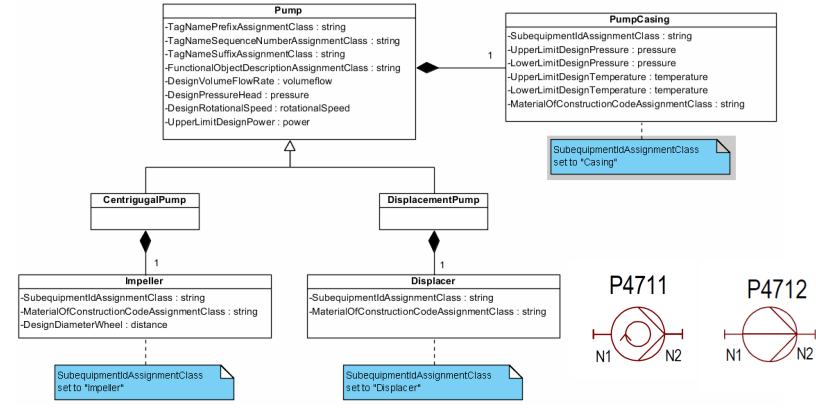 Pump
-TagNamePrefixAssignmentClass : string
-TagNameSequenceNumberAssignmentClass : string
-TagNameSuffixAssignmentClass : string
-FunctionalObjectDescriptionAssignmentClass : string
-DesignVolumeFlowRate : volumeflow
-DesignPressureHead : pressure
-DesignRotationalSpeed : rotationalSpeed
-UpperLimitDesignPower : power
1
PumpCasing
-SubequipmentIdAssignmentClass : string
-UpperLimitDesignPressure : pressure
-LowerLimitDesignPressure : pressure
-UpperLimitDesignTemperature : temperature
-LowerLimitDesignTemperature : temperature
-MaterialOfConstructionCodeAssignmentClass : string
SubequipmentIdAssignmentClass
set to "Casing"
CentrigugalPump
DisplacementPump
1
1
Impeller
-SubequipmentIdAssignmentClass : string
-MaterialOfConstructionCodeAssignmentClass : string
-DesignDiameterWheel : distance
Displacer
-SubequipmentIdAssignmentClass : string
-MaterialOfConstructionCodeAssignmentClass : string
SubequipmentIdAssignmentClass
set to "Impeller"
SubequipmentIdAssignmentClass
set to "Displacer"
P4711
N1 N2
P4712
N1 N2